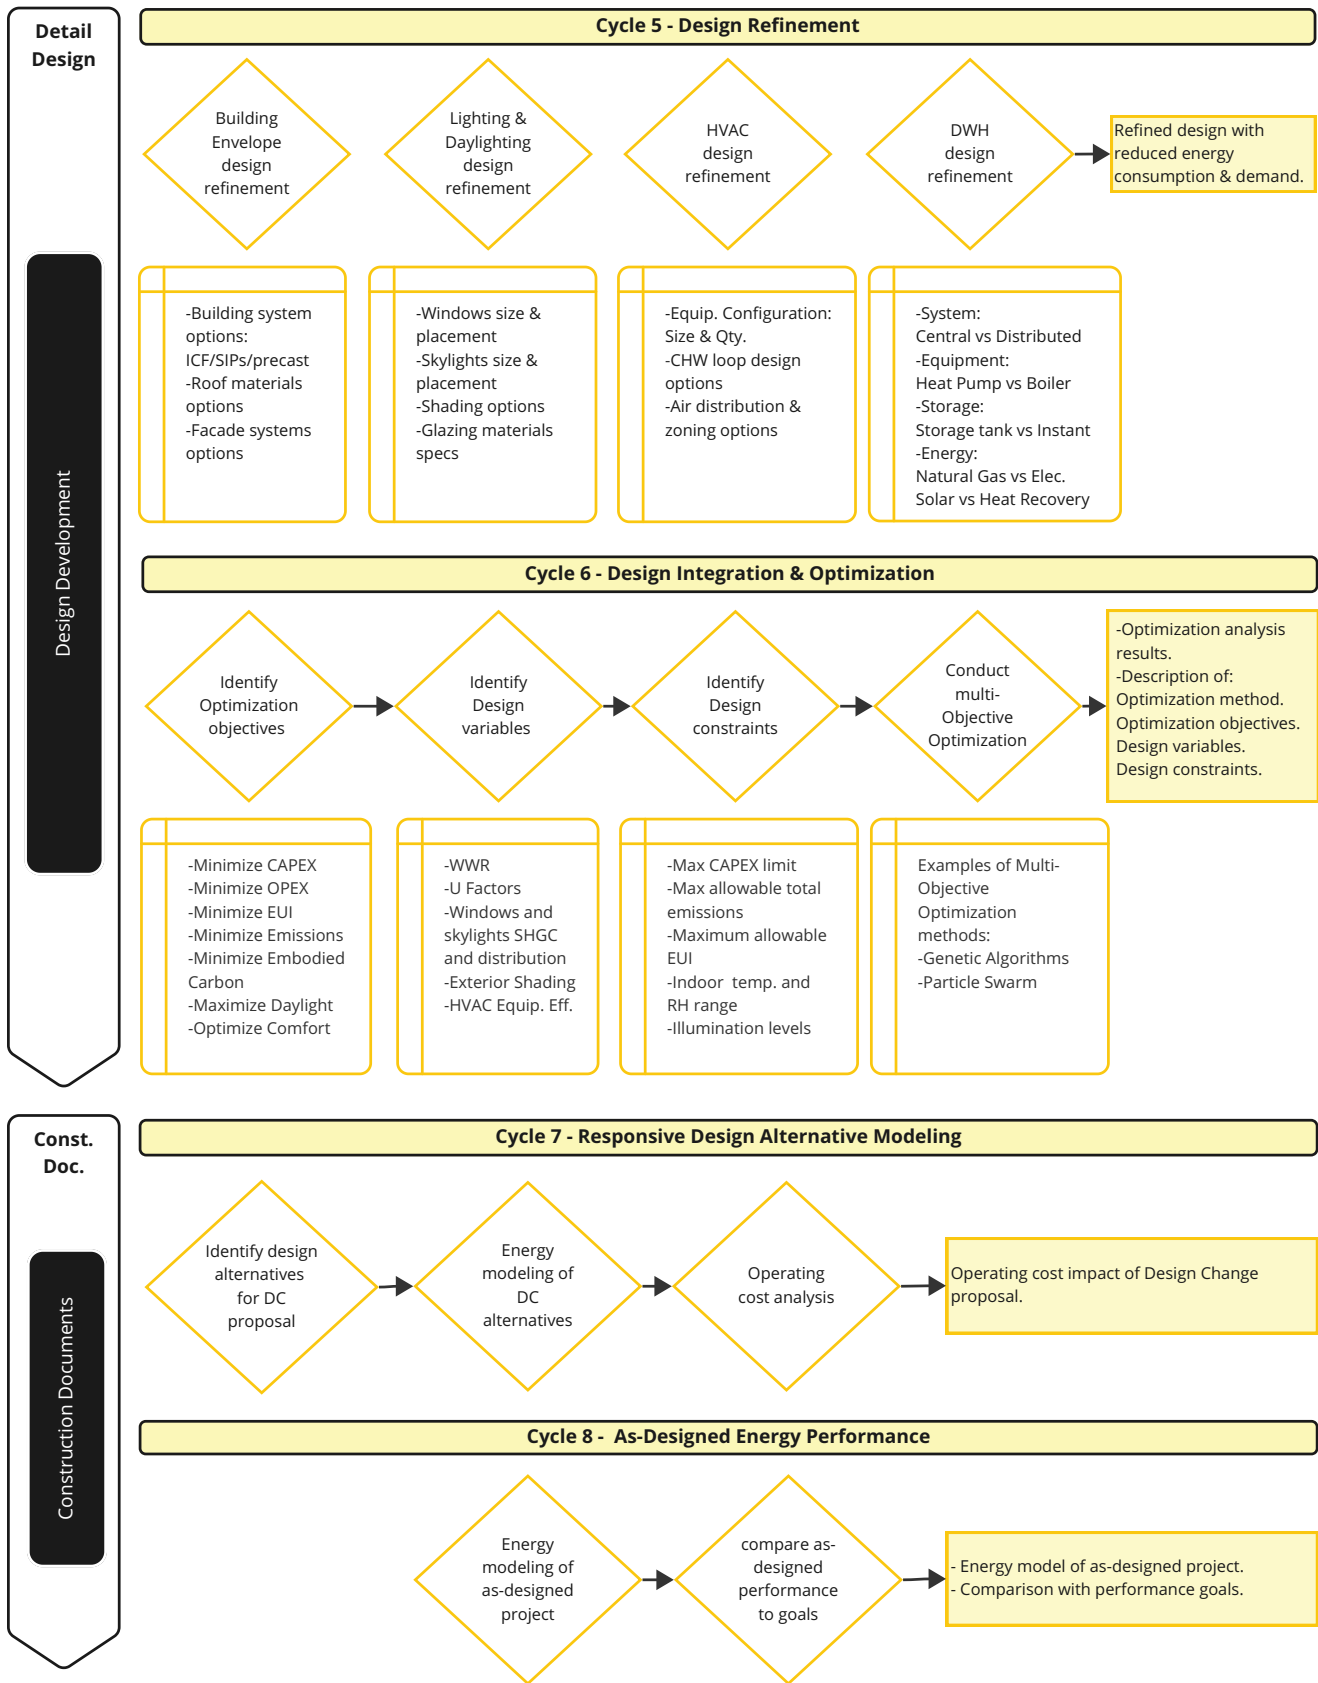 Detail
Design
Design Development
Cycle 5 - Design Refinement
Building
Envelope
design
refinement
Lighting &
Daylighting
design
refinement
HVAC
design
refinement
DWH
design
refinement
Refined design with
reduced energy
consumption & demand.
-Building system
options:
ICF/SIPs/precast
-Roof materials
options
-Facade systems
options
-Windows size &
placement
-Skylights size &
placement
-Shading options
-Glazing materials
specs
-Equip. Configuration:
Size & Qty.
-CHW loop design
options
-Air distribution &
zoning options
-System:
Central vs Distributed
-Equipment:
Heat Pump vs Boiler
-Storage:
Storage tank vs Instant
-Energy:
Natural Gas vs Elec.
Solar vs Heat Recovery
Cycle 6 - Design Integration & Optimization
Identify
Optimization
objectives
Identify
Design
variables
Identify
Design
constraints
Conduct
multi-
Objective
Optimization
-Optimization analysis
results.
-Description of:
Optimization method.
Optimization objectives.
Design variables.
Design constraints.
-Minimize CAPEX
-Minimize OPEX
-Minimize EUI
-Minimize Emissions
-Minimize Embodied
Carbon
-Maximize Daylight
-Optimize Comfort
-WWR
-U Factors
-Windows and
skylights SHGC
and distribution
-Exterior Shading
-HVAC Equip. Eff.
-Max CAPEX limit
-Max allowable total
emissions
-Maximum allowable
EUI
-Indoor  temp. and
RH range
-Illumination levels
Examples of Multi-
Objective
Optimization
methods:
-Genetic Algorithms
-Particle Swarm
Const.
Doc.
Construction Documents
Cycle 7 - Responsive Design Alternative Modeling
Identify design
alternatives
for DC
proposal
Energy
modeling of
DC
alternatives
Operating
cost analysis
Operating cost impact of Design Change
proposal.
Cycle 8 -  As-Designed Energy Performance
Energy
modeling of
as-designed
project
compare as-
designed
performance
to goals
- Energy model of as-designed project.
- Comparison with performance goals.